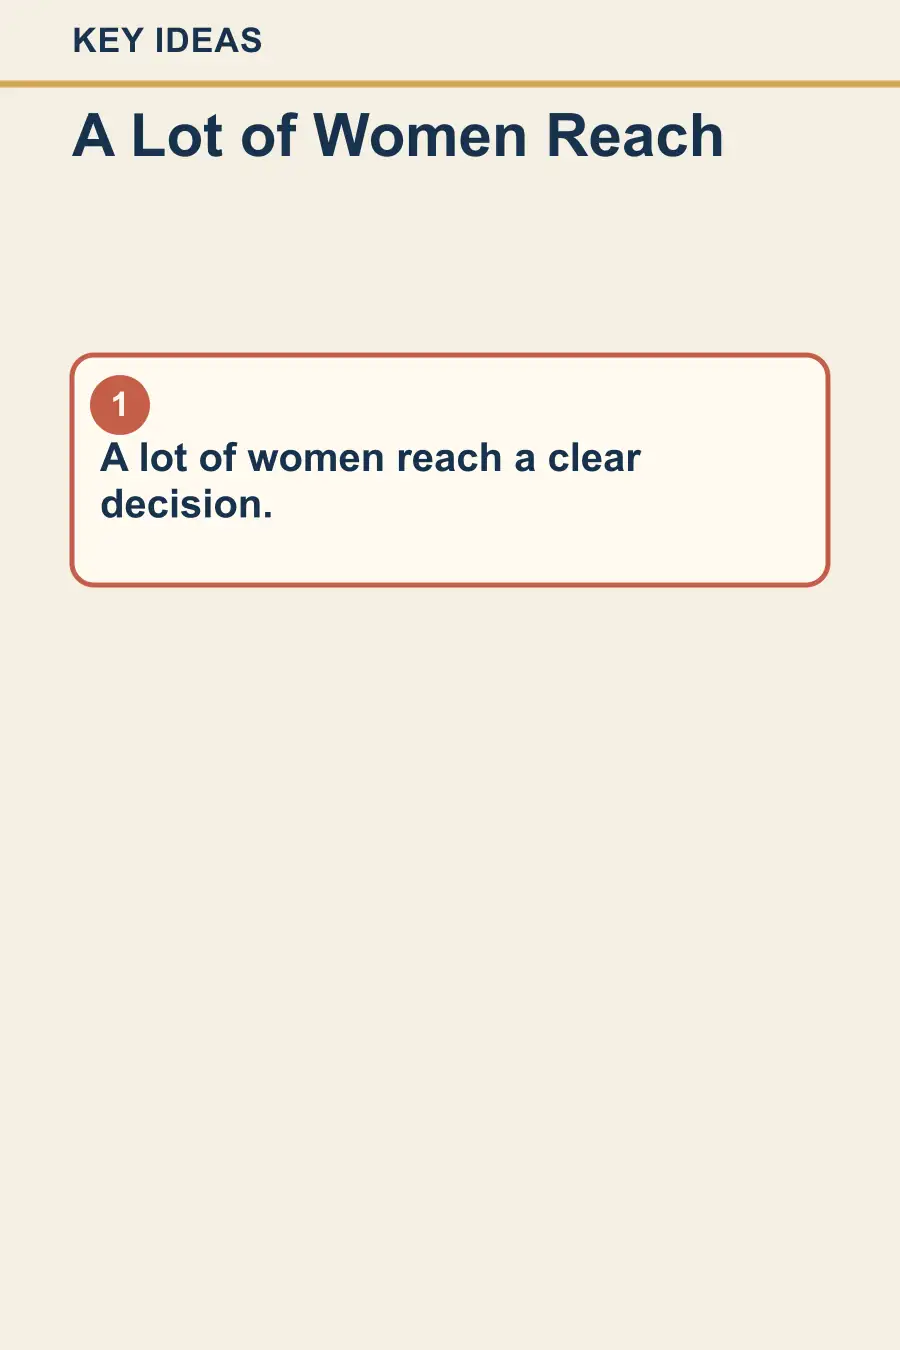 KEY IDEAS
A Lot of Women Reach
1
A lot of women reach a clear
decision.